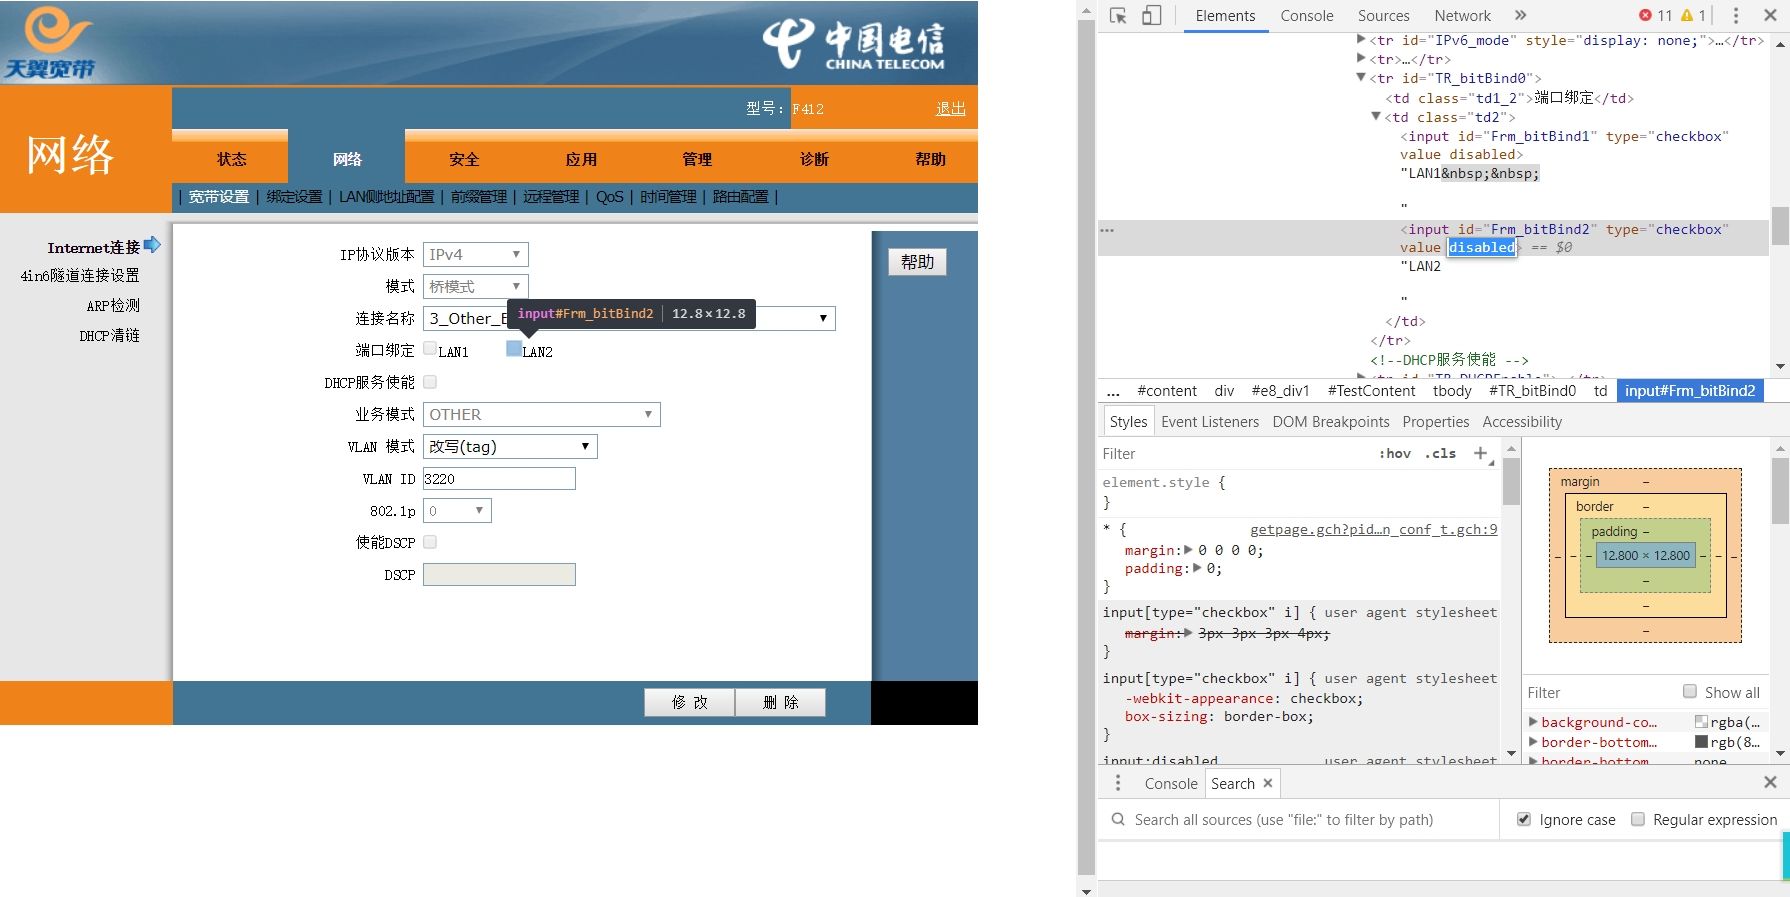 天翼宽带
中国电信
CHINA TELECOM
型号： F412
退出
网络
状态 网络 安全 应用 管理 诊断 帮助
| 宽带设置 | 绑定设置 | LAN侧地址配置 | 前缀管理 | 远程管理 | QoS | 时间管理 | 路由配置 |
Internet连接
4in6隧道连接设置
ARP检测
DHCP清链
IP协议版本 IPv4
模式 桥模式
连接名称 3_Other_
input#Frm_bitBind2 12.8×12.8
端口绑定 LAN1 LAN2
DHCP服务使能
业务模式 OTHER
VLAN 模式 改写(tag)
VLAN ID 3220
802.1p 0
使能DSCP
DSCP
帮助
修 改 删 除
Elements Console Sources Network » 11 1
<tr id="IPv6_mode" style="display: none;">…</tr>
<tr>…</tr>
<tr id="TR_bitBind0">
<td class="td1_2">端口绑定</td>
<td class="td2">
<input id="Frm_bitBind1" type="checkbox"
value disabled>
"LAN1&nbsp;&nbsp;
"
<input id="Frm_bitBind2" type="checkbox"
value disabled> == $0
"LAN2
"
</td>
</tr>
<!--DHCP服务使能 -->
<tr id="TR_DHCPEnable">…</tr>
... #content div #e8_div1 #TestContent tbody #TR_bitBind0 td input#Frm_bitBind2
Styles Event Listeners DOM Breakpoints Properties Accessibility
Filter :hov .cls +
element.style {
}
* { getpage.gch?pid…n_conf_t.gch:9
margin: 0 0 0 0;
padding: 0;
}
input[type="checkbox" i] { user agent stylesheet
margin: 3px 3px 3px 4px;
}
input[type="checkbox" i] { user agent stylesheet
-webkit-appearance: checkbox;
box-sizing: border-box;
}
input:disabled user agent stylesheet
margin –
border –
padding –
– – – 12.800 × 12.800 – – –
–
–
–
Filter Show all
background-co… rgba(…
border-bottom… rgb(8…
border-bottom… none
Console Search ×
Search all sources (use "file:" to filter by path) Ignore case Regular expression